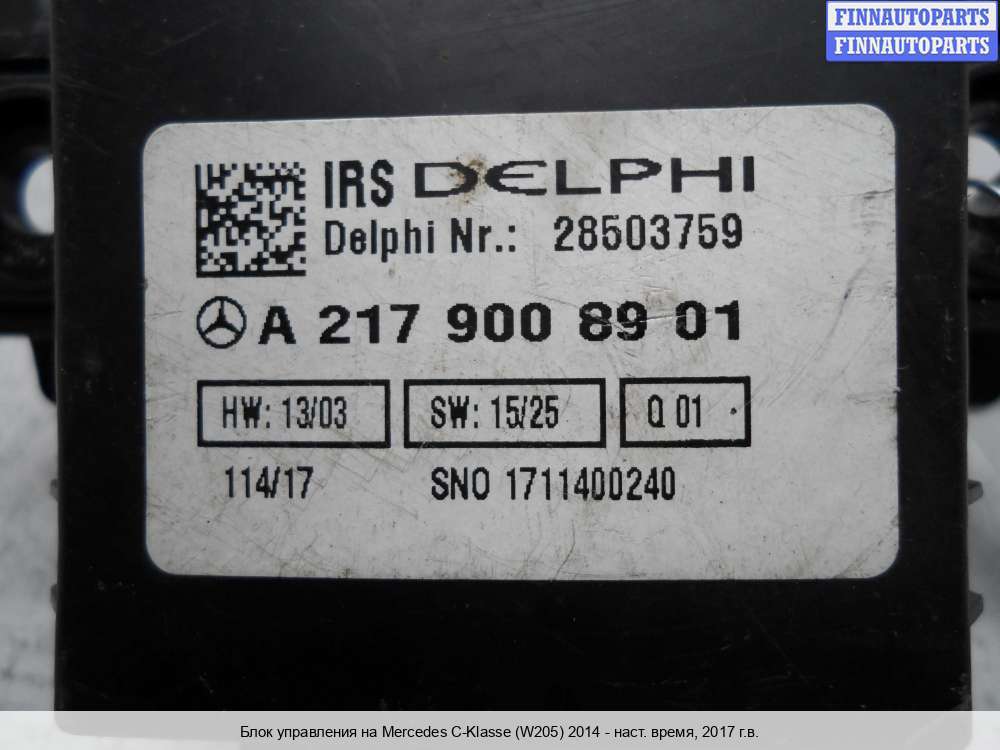 FINNAUTOPARTS
FINNAUTOPARTS
IRS DELPHI
Delphi Nr.: 28503759
A 217 900 89 01
HW: 13/03 SW: 15/25 Q 01
114/17 SNO 1711400240
Блок управления на Mercedes C-Klasse (W205) 2014 - наст. время, 2017 г.в.